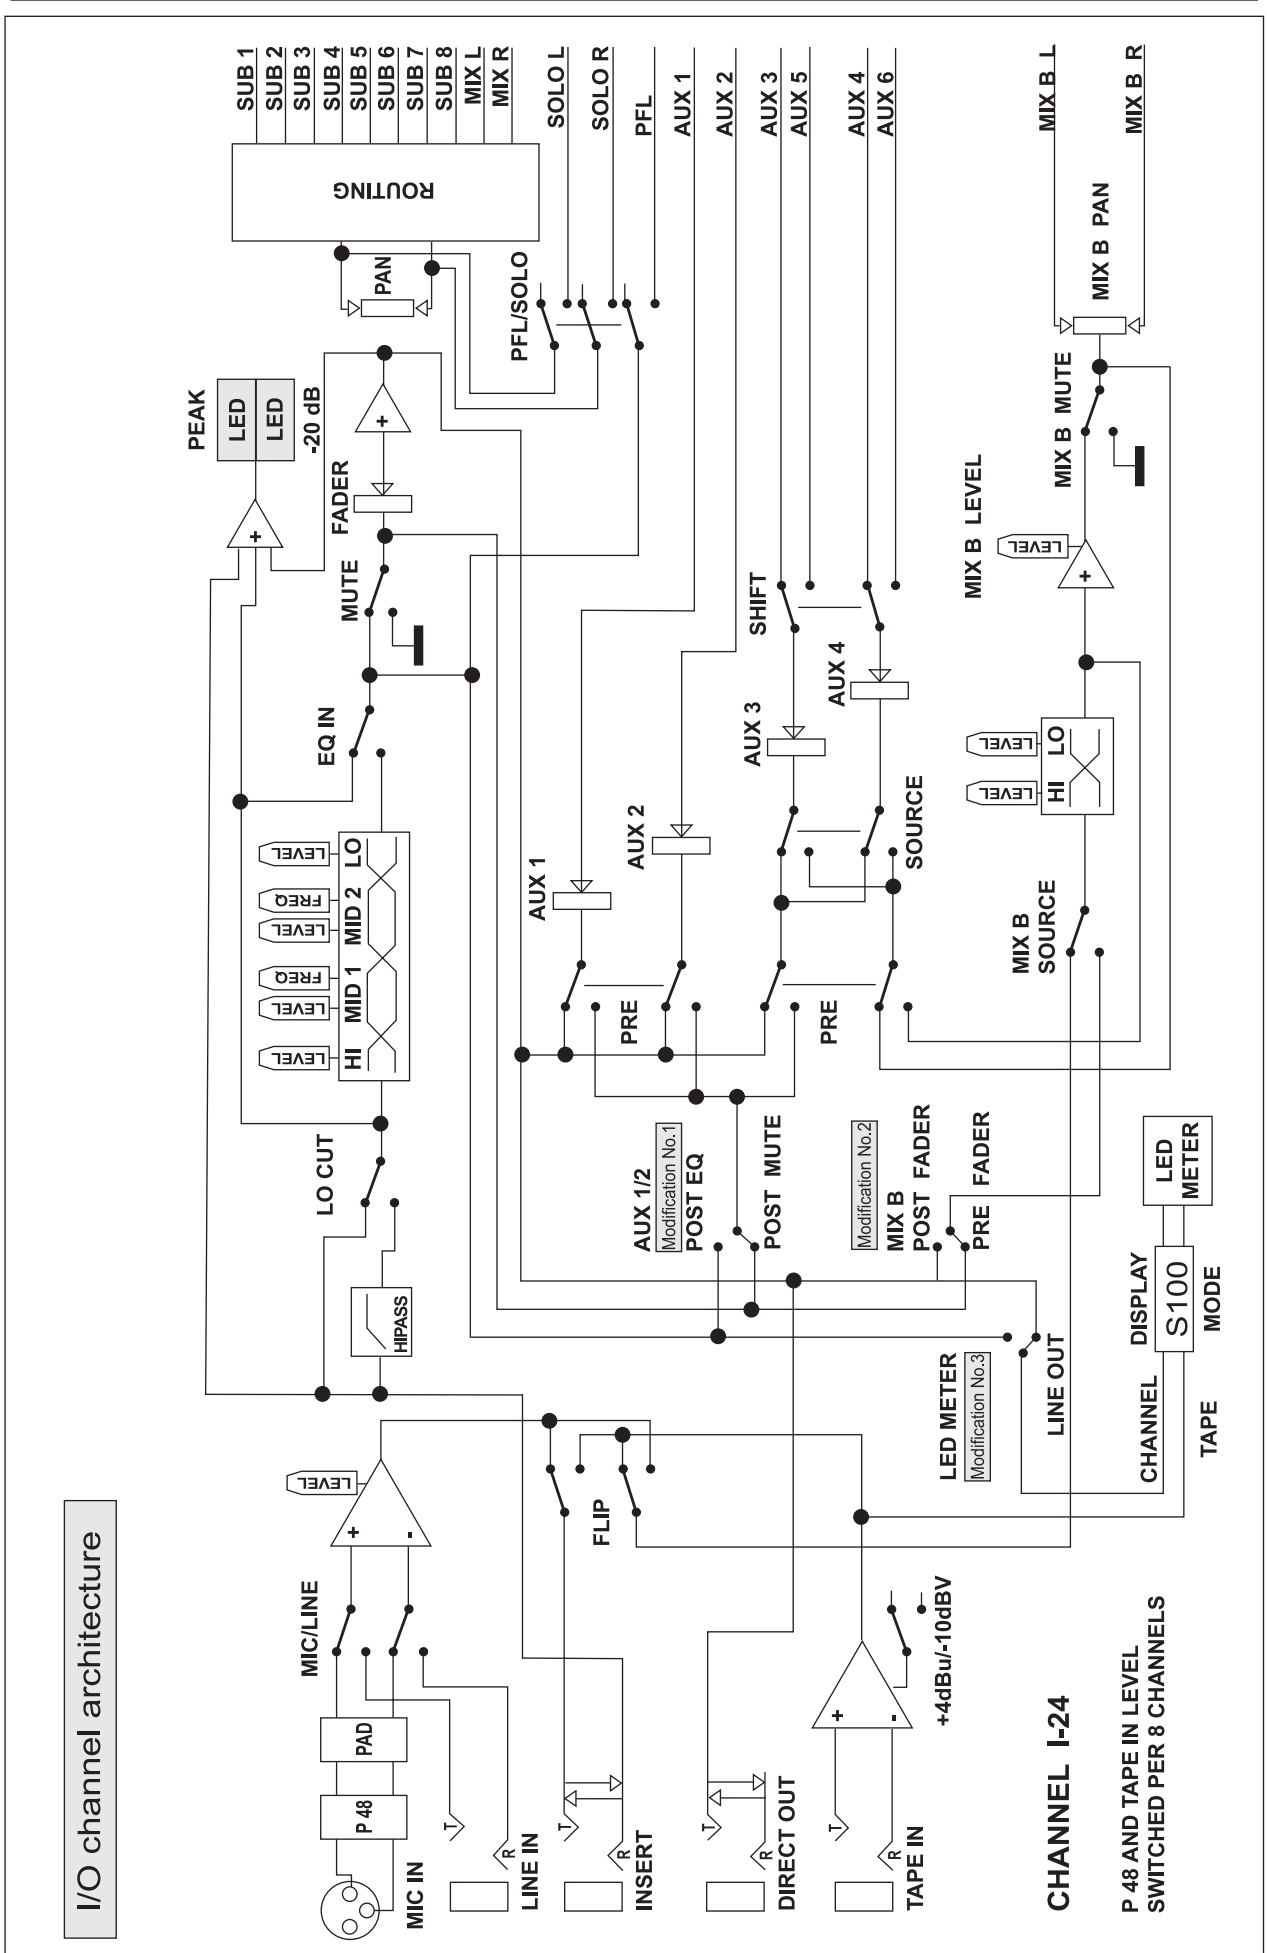 I/O channel architecture
MIC IN
P 48
PAD
MIC/LINE
+
-
LEVEL
LINE IN
T
R
INSERT
T
R
DIRECT OUT
T
R
TAPE IN
T
R
+
-
+4dBu/-10dBV
FLIP
HIPASS
LO CUT
HI
MID 1
MID 2
LO
LEVEL
LEVEL
FREQ
LEVEL
FREQ
LEVEL
EQ IN
MUTE
FADER
+
PEAK
LED
LED
-20 dB
+
PAN
ROUTING
SUB 1
SUB 2
SUB 3
SUB 4
SUB 5
SUB 6
SUB 7
SUB 8
MIX L
MIX R
PFL/SOLO
SOLO L
SOLO R
PFL
AUX 1
AUX 2
AUX 3
AUX 5
AUX 4
AUX 6
AUX 1
AUX 2
PRE
PRE
AUX 3
AUX 4
SHIFT
SOURCE
AUX 1/2
Modification No.1
POST EQ
POST MUTE
Modification No.2
MIX B
POST FADER
PRE FADER
LED METER
Modification No.3
LINE OUT
CHANNEL
TAPE
DISPLAY
S100
MODE
LED
METER
MIX B
SOURCE
HI
LO
LEVEL
LEVEL
MIX B LEVEL
LEVEL
+
MIX B MUTE
MIX B PAN
MIX B L
MIX B R
CHANNEL I-24
P 48 AND TAPE IN LEVEL
SWITCHED PER 8 CHANNELS